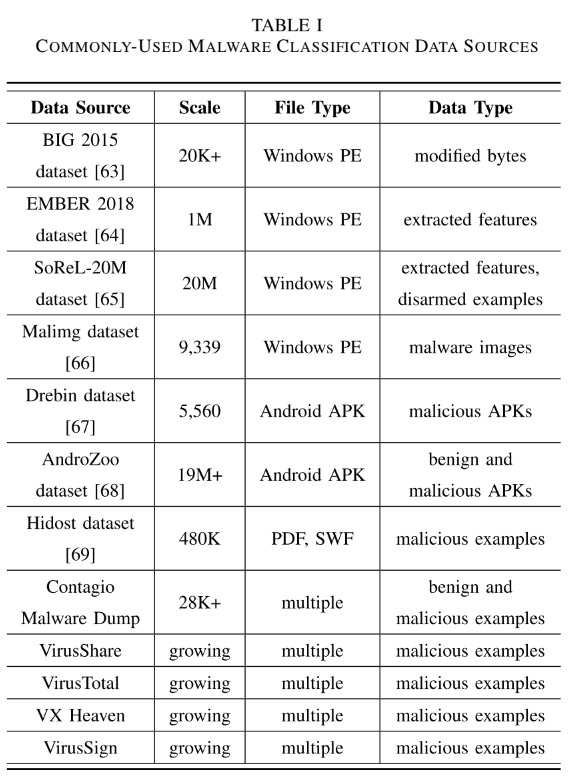 TABLE I
COMMONLY-USED MALWARE CLASSIFICATION DATA SOURCES
Data Source Scale File Type Data Type
BIG 2015
dataset [63] 20K+ Windows PE modified bytes
EMBER 2018
dataset [64] 1M Windows PE extracted features
SoReL-20M
dataset [65] 20M Windows PE extracted features,
disarmed examples
Malimg dataset
[66] 9,339 Windows PE malware images
Drebin dataset
[67] 5,560 Android APK malicious APKs
AndroZoo
dataset [68] 19M+ Android APK benign and
malicious APKs
Hidost dataset
[69] 480K PDF, SWF malicious examples
Contagio
Malware Dump 28K+ multiple benign and
malicious examples
VirusShare growing multiple malicious examples
VirusTotal growing multiple malicious examples
VX Heaven growing multiple malicious examples
VirusSign growing multiple malicious examples